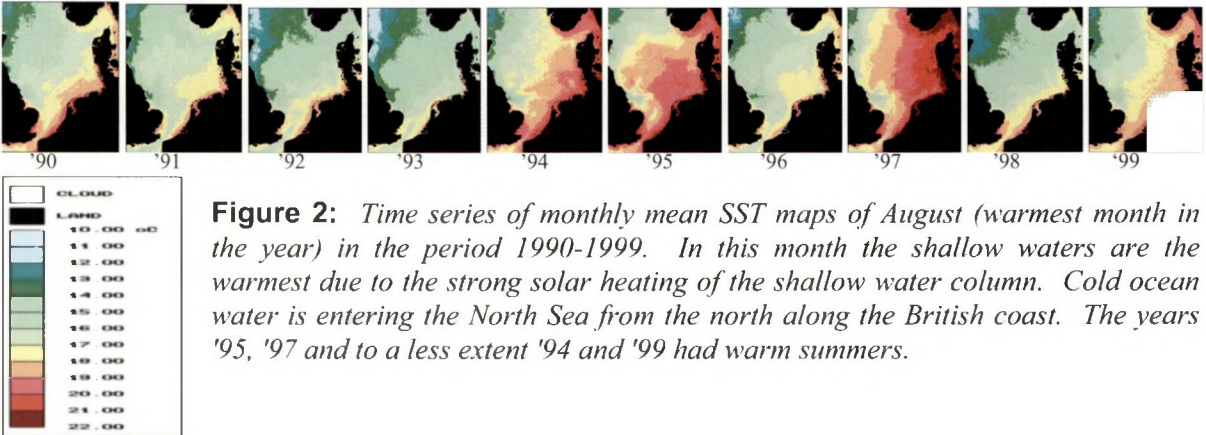 '90 '91 '92 '93 '94 '95 '96 '97 '98 '99
CLOUD
LAND
10.00 oC
11.00
12.00
13.00
14.00
15.00
16.00
17.00
18.00
19.00
20.00
21.00
22.00
Figure 2: Time series of monthly mean SST maps of August (warmest month in
the year) in the period 1990-1999. In this month the shallow waters are the
warmest due to the strong solar heating of the shallow water column. Cold ocean
water is entering the North Sea from the north along the British coast. The years
'95, '97 and to a less extent '94 and '99 had warm summers.